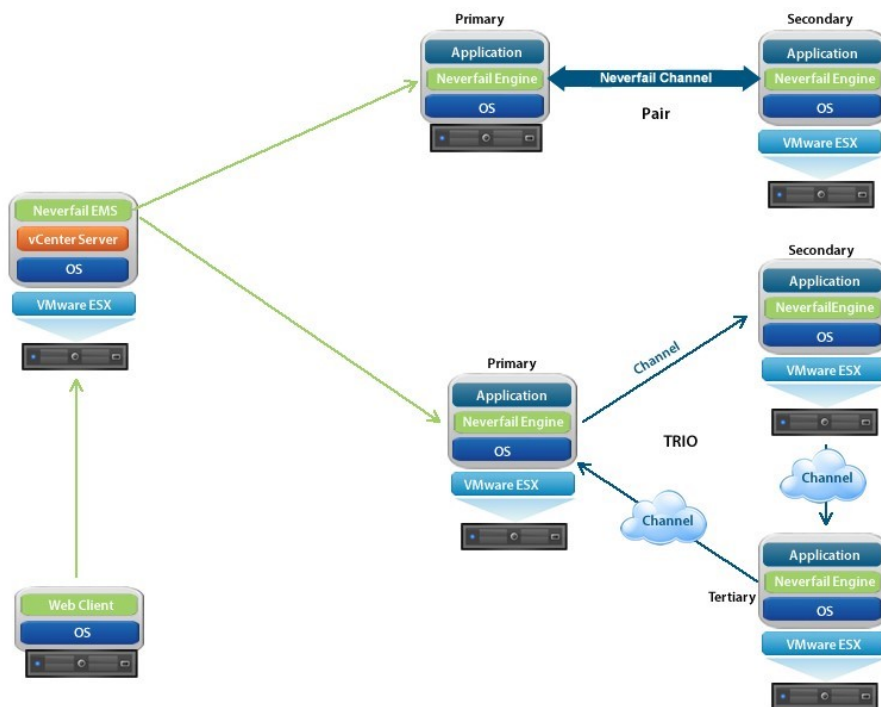 Primary
Application
Neverfail Engine
OS
Neverfail Channel
Pair
Secondary
Application
Neverfail Engine
OS
VMware ESX
Neverfail EMS
vCenter Server
OS
VMware ESX
Web Client
OS
Primary
Application
Neverfail Engine
OS
VMware ESX
Channel
TRIO
Channel
Secondary
Application
NeverfailEngine
OS
VMware ESX
Channel
Tertiary
Application
Neverfail Engine
OS
VMware ESX